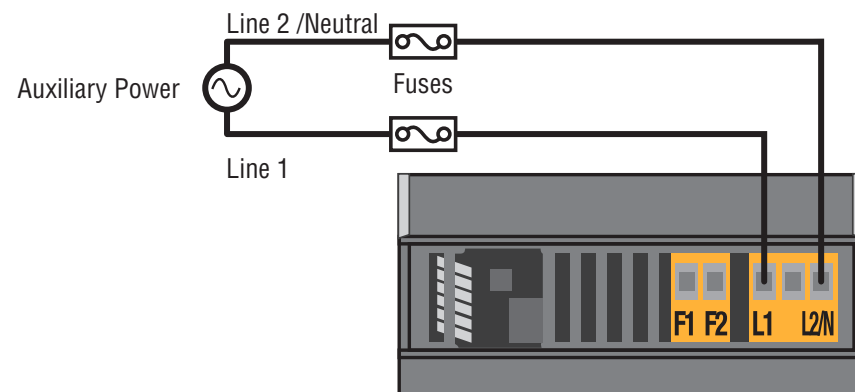 Line 2 /Neutral
Auxiliary Power
Fuses
Line 1
F1 F2 L1 L2/N